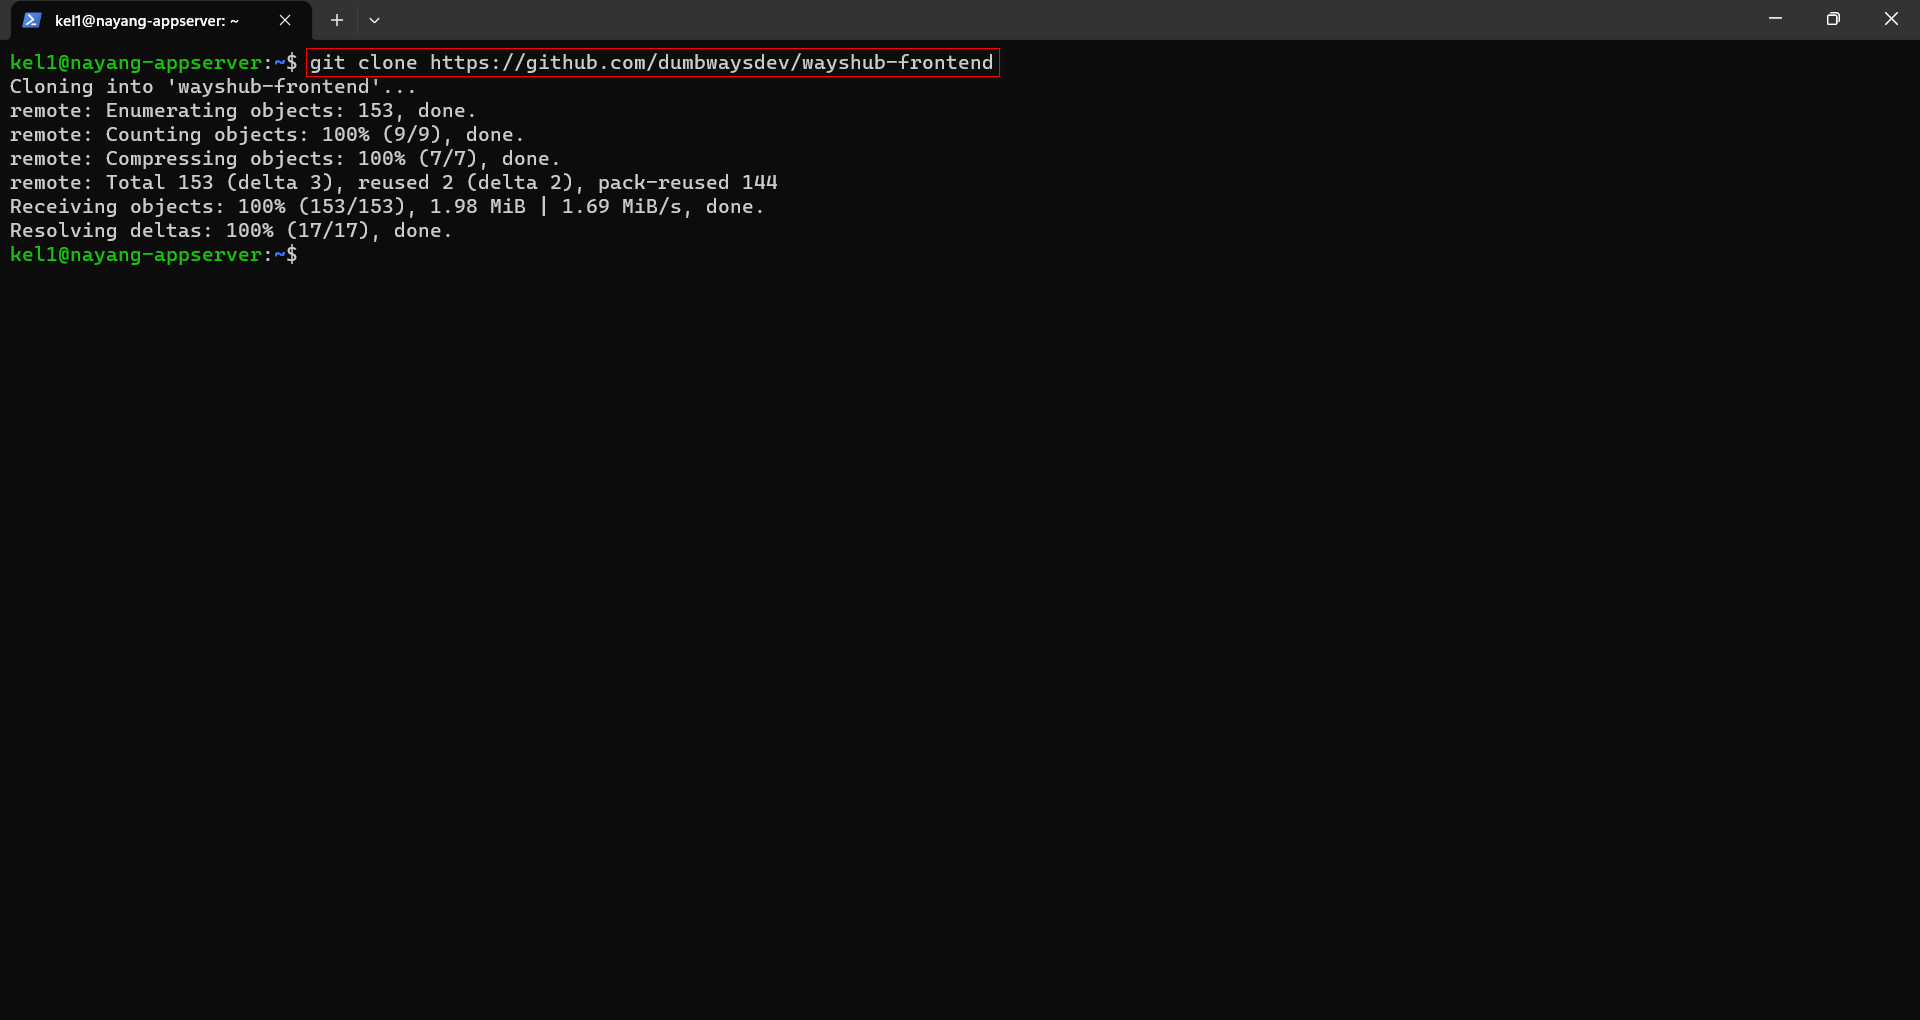 kel1@nayang-appserver: ~
kel1@nayang-appserver:~$ git clone https://github.com/dumbwaysdev/wayshub-frontend
Cloning into 'wayshub-frontend'...
remote: Enumerating objects: 153, done.
remote: Counting objects: 100% (9/9), done.
remote: Compressing objects: 100% (7/7), done.
remote: Total 153 (delta 3), reused 2 (delta 2), pack-reused 144
Receiving objects: 100% (153/153), 1.98 MiB | 1.69 MiB/s, done.
Resolving deltas: 100% (17/17), done.
kel1@nayang-appserver:~$